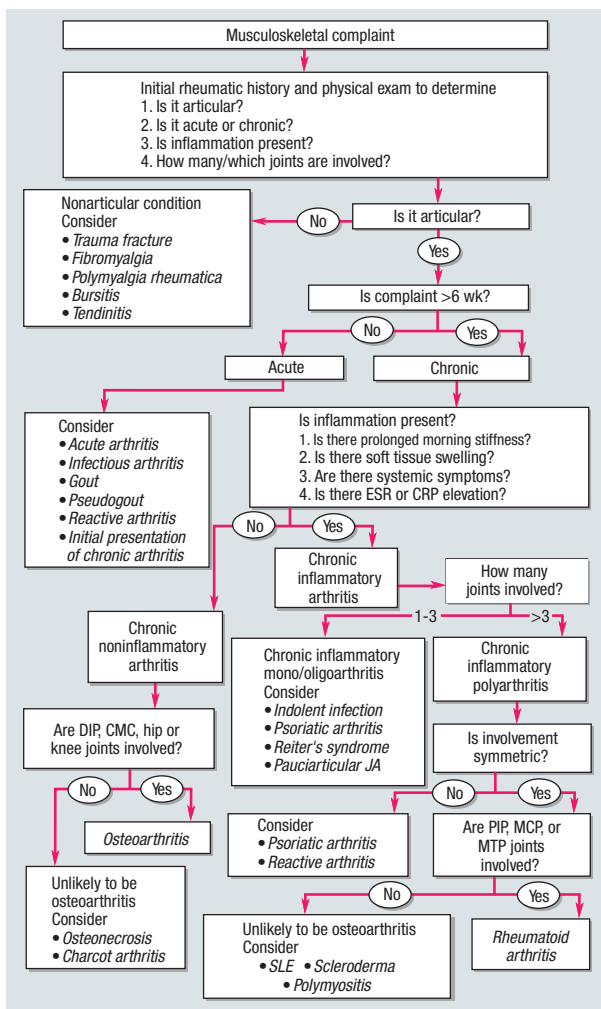 Musculoskeletal complaint
Initial rheumatic history and physical exam to determine
1. Is it articular?
2. Is it acute or chronic?
3. Is inflammation present?
4. How many/which joints are involved?
Is it articular?
No
Nonarticular condition
Consider
• Trauma fracture
• Fibromyalgia
• Polymyalgia rheumatica
• Bursitis
• Tendinitis
Yes
Is complaint >6 wk?
No
Yes
Acute
Chronic
Consider
• Acute arthritis
• Infectious arthritis
• Gout
• Pseudogout
• Reactive arthritis
• Initial presentation
of chronic arthritis
Is inflammation present?
1. Is there prolonged morning stiffness?
2. Is there soft tissue swelling?
3. Are there systemic symptoms?
4. Is there ESR or CRP elevation?
No
Yes
Chronic
inflammatory
arthritis
How many
joints involved?
1-3
>3
Chronic
noninflammatory
arthritis
Chronic inflammatory
mono/oligoarthritis
Consider
• Indolent infection
• Psoriatic arthritis
• Reiter's syndrome
• Pauciarticular JA
Chronic
inflammatory
polyarthritis
Are DIP, CMC, hip or
knee joints involved?
Is involvement
symmetric?
No
Yes
No
Yes
Osteoarthritis
Consider
• Psoriatic arthritis
• Reactive arthritis
Are PIP, MCP, or
MTP joints
involved?
Unlikely to be
osteoarthritis
Consider
• Osteonecrosis
• Charcot arthritis
No
Yes
Unlikely to be osteoarthritis
Consider
• SLE • Scleroderma
• Polymyositis
Rheumatoid
arthritis